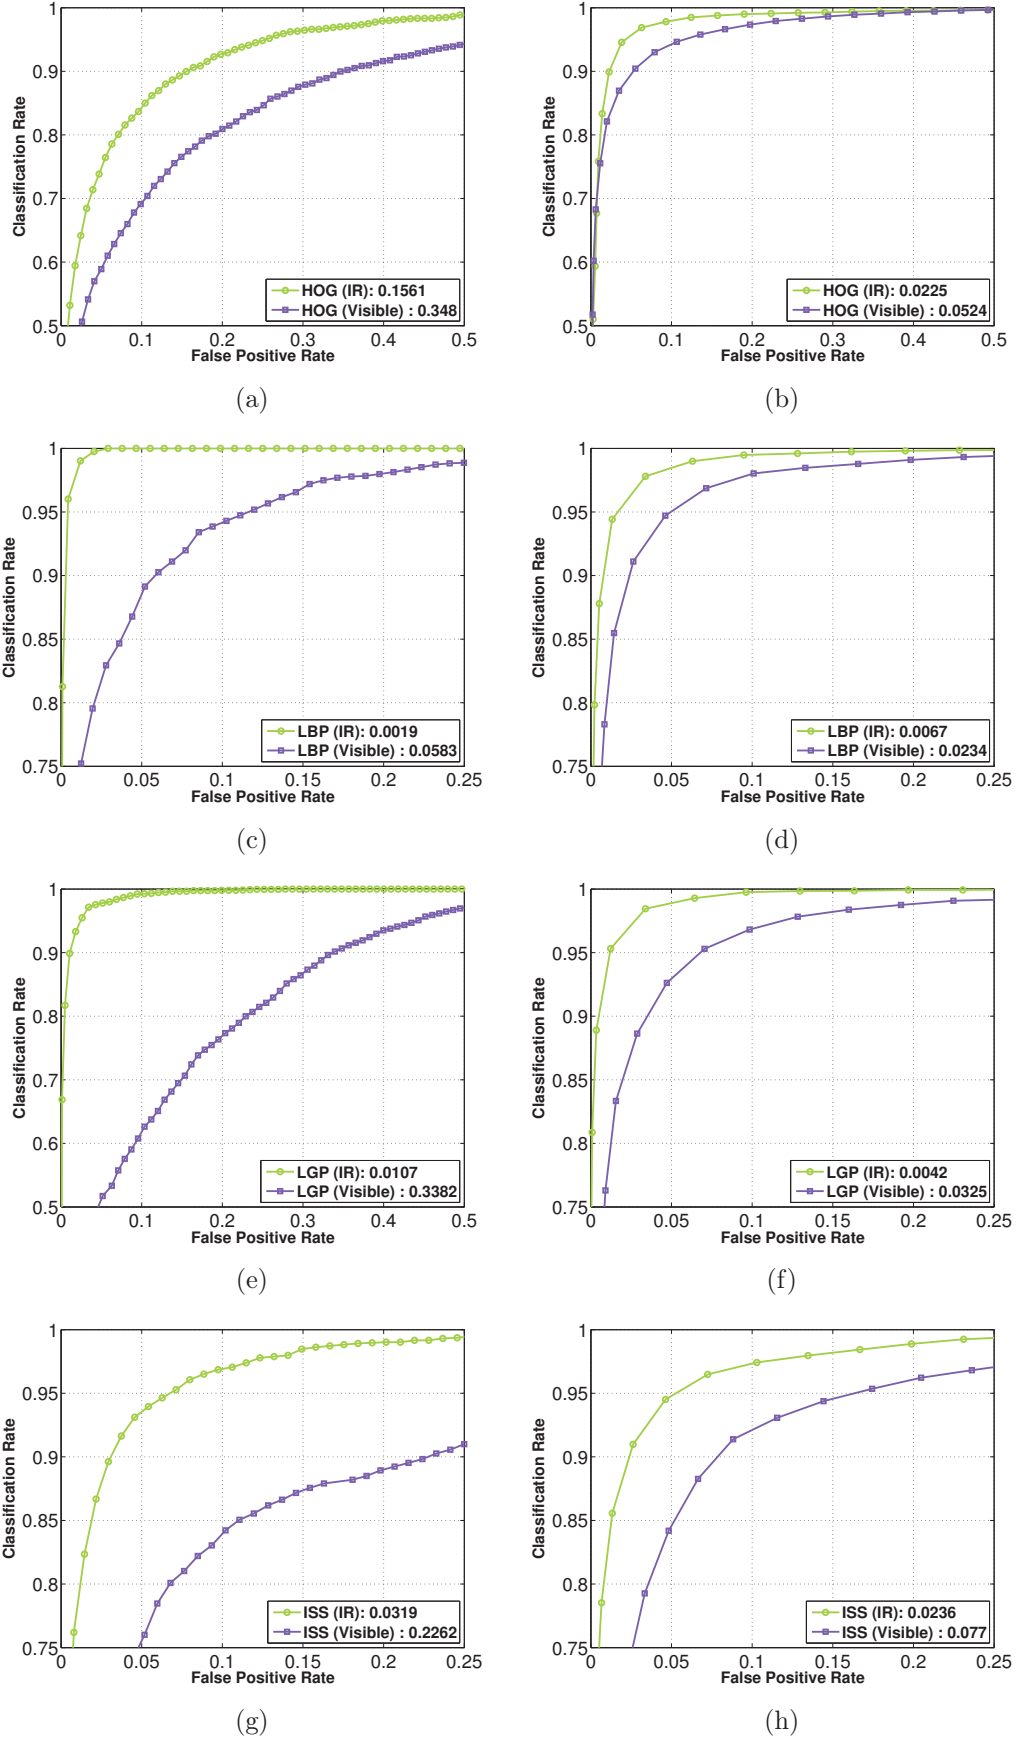 1
0.9
0.8
0.7
0.6
0.5
0 0.1 0.2 0.3 0.4 0.5
Classification Rate
False Positive Rate
HOG (IR): 0.1561
HOG (Visible) : 0.348
(a)
1
0.9
0.8
0.7
0.6
0.5
0 0.1 0.2 0.3 0.4 0.5
Classification Rate
False Positive Rate
HOG (IR): 0.0225
HOG (Visible) : 0.0524
(b)
1
0.95
0.9
0.85
0.8
0.75
0 0.05 0.1 0.15 0.2 0.25
Classification Rate
False Positive Rate
LBP (IR): 0.0019
LBP (Visible) : 0.0583
(c)
1
0.95
0.9
0.85
0.8
0.75
0 0.05 0.1 0.15 0.2 0.25
Classification Rate
False Positive Rate
LBP (IR): 0.0067
LBP (Visible) : 0.0234
(d)
1
0.9
0.8
0.7
0.6
0.5
0 0.1 0.2 0.3 0.4 0.5
Classification Rate
False Positive Rate
LGP (IR): 0.0107
LGP (Visible) : 0.3382
(e)
1
0.95
0.9
0.85
0.8
0.75
0 0.05 0.1 0.15 0.2 0.25
Classification Rate
False Positive Rate
LGP (IR): 0.0042
LGP (Visible) : 0.0325
(f)
1
0.95
0.9
0.85
0.8
0.75
0 0.05 0.1 0.15 0.2 0.25
Classification Rate
False Positive Rate
ISS (IR): 0.0319
ISS (Visible) : 0.2262
(g)
1
0.95
0.9
0.85
0.8
0.75
0 0.05 0.1 0.15 0.2 0.25
Classification Rate
False Positive Rate
ISS (IR): 0.0236
ISS (Visible) : 0.077
(h)